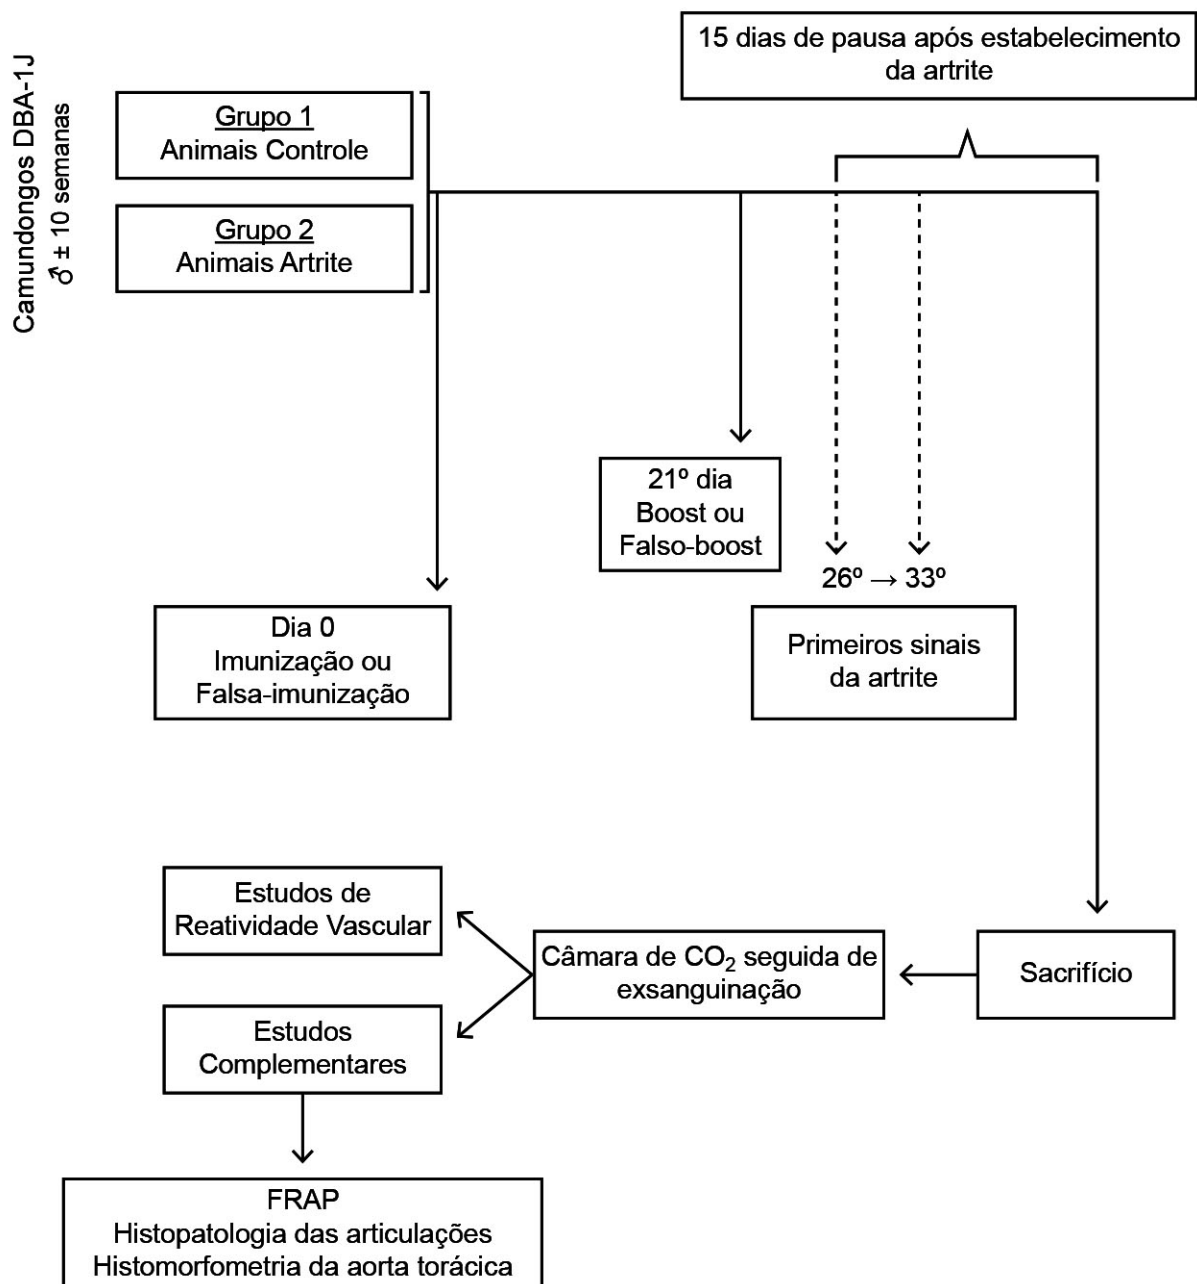 15 dias de pausa após estabelecimento
da artrite
Camundongos DBA-1J
♂ ± 10 semanas
Grupo 1
Animais Controle
Grupo 2
Animais Artrite
21º dia
Boost ou
Falso-boost
26º → 33º
Dia 0
Imunização ou
Falsa-imunização
Primeiros sinais
da artrite
Estudos de
Reatividade Vascular
Câmara de CO₂ seguida de
exsanguinação
Sacrifício
Estudos
Complementares
FRAP
Histopatologia das articulações
Histomorfometria da aorta torácica